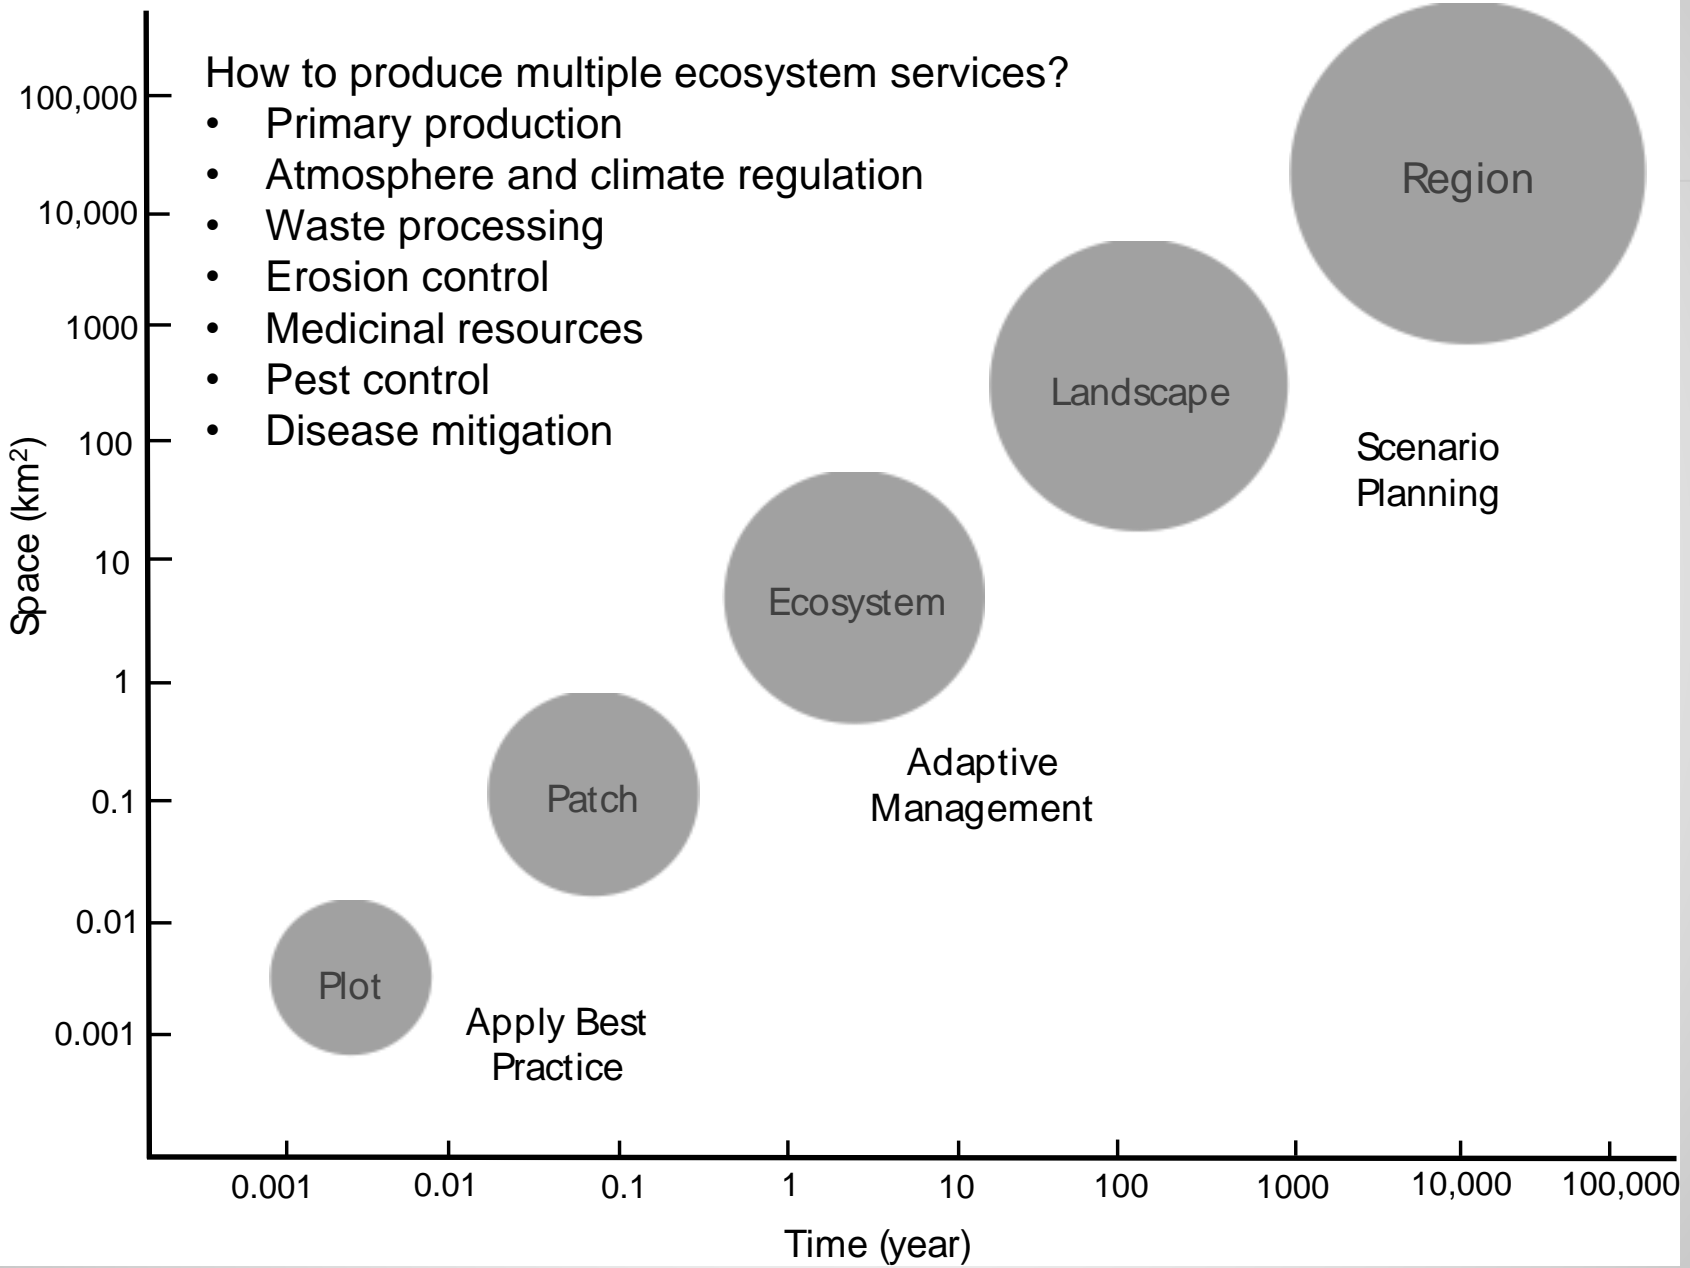 How to produce multiple ecosystem services?
• Primary production
• Atmosphere and climate regulation
• Waste processing
• Erosion control
• Medicinal resources
• Pest control
• Disease mitigation
Space (km²)
100,000
10,000
1000
100
10
1
0.1
0.01
0.001
Region
Landscape
Scenario
Planning
Ecosystem
Adaptive
Management
Patch
Plot
Apply Best
Practice
0.001 0.01 0.1 1 10 100 1000 10,000 100,000
Time (year)